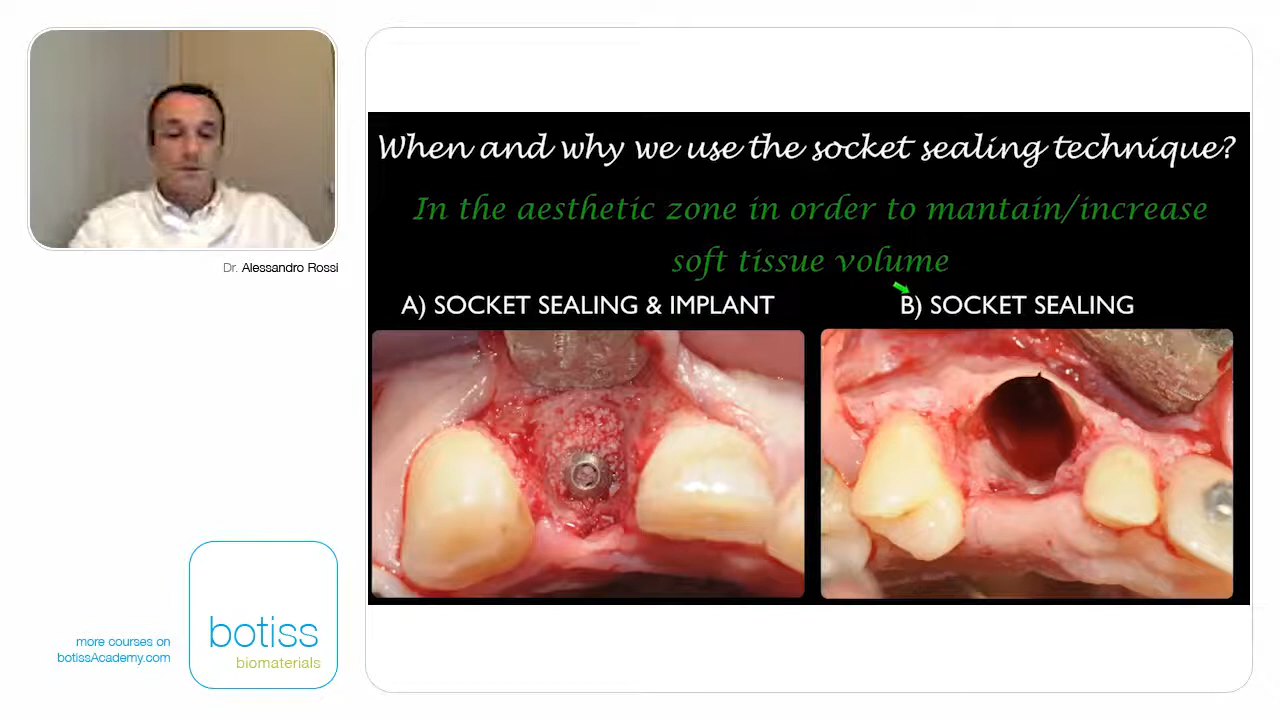 When and why we use the socket sealing technique?
In the aesthetic zone in order to mantain/increase
soft tissue volume
A) SOCKET SEALING & IMPLANT
B) SOCKET SEALING
Dr. Alessandro Rossi
more courses on
botissAcademy.com
botiss
biomaterials